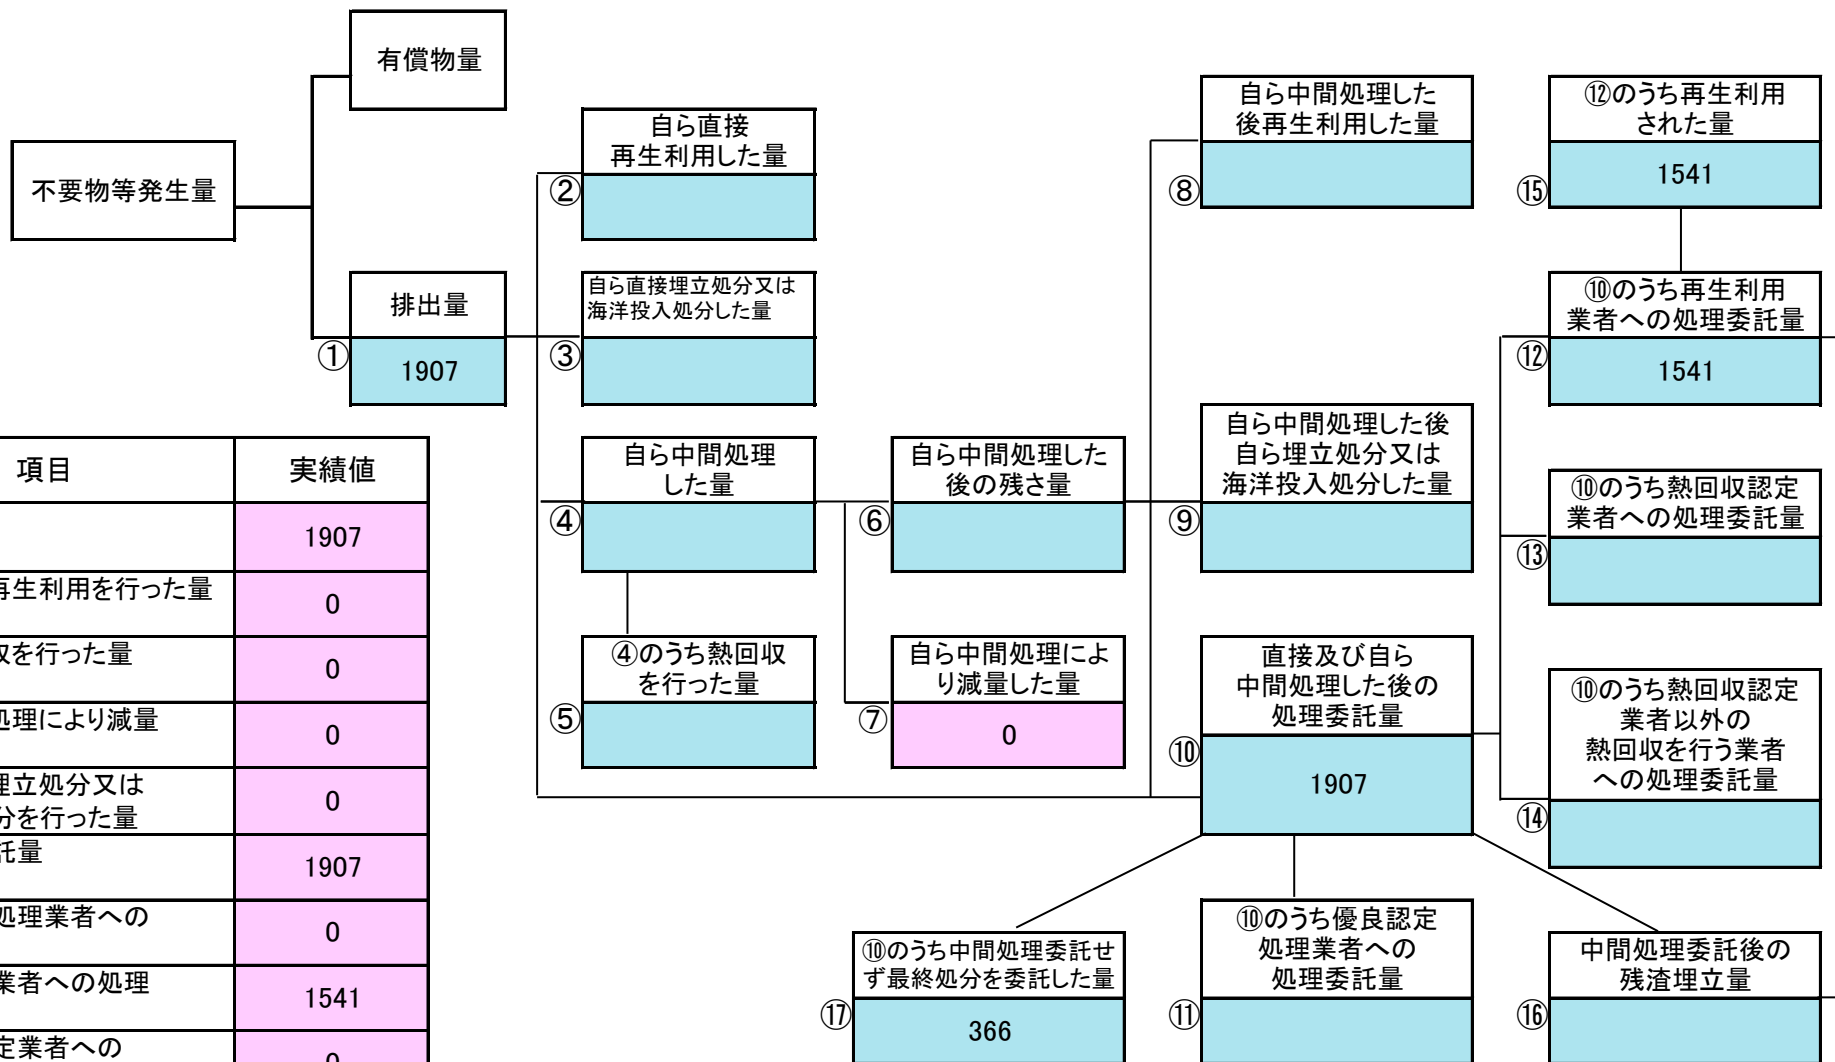 有償物量
不要物等発生量
排出量
①
1907
自ら直接
再生利用した量
②
自ら直接埋立処分又は
海洋投入処分した量
③
自ら中間処理
した量
④
④のうち熱回収
を行った量
⑤
自ら中間処理した
後の残さ量
⑥
自ら中間処理によ
り減量した量
⑦
0
自ら中間処理した
後再生利用した量
⑧
自ら中間処理した後
自ら埋立処分又は
海洋投入処分した量
⑨
直接及び自ら
中間処理した後の
処理委託量
⑩
1907
⑫のうち再生利用
された量
⑮
1541
⑩のうち再生利用
業者への処理委託量
⑫
1541
⑩のうち熱回収認定
業者への処理委託量
⑬
⑩のうち熱回収認定
業者以外の
熱回収を行う業者
への処理委託量
⑭
⑩のうち中間処理委託せ
ず最終処分を委託した量
⑰
366
⑩のうち優良認定
処理業者への
処理委託量
⑪
中間処理委託後の
残渣埋立量
⑯
項目 実績値
1907
再生利用を行った量 0
を行った量 0
処理により減量 0
埋立処分又は
分を行った量 0
託量 1907
処理業者への 0
業者への処理 1541
定業者への